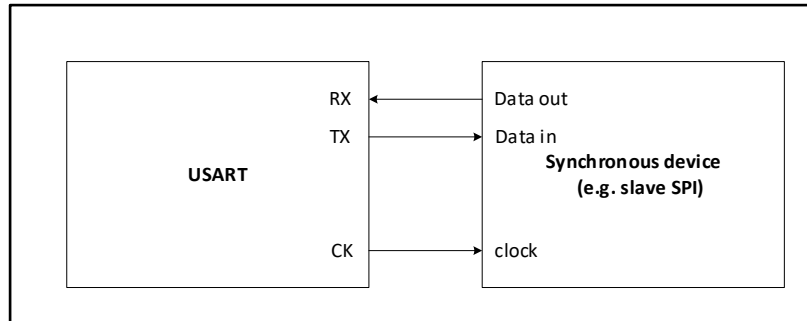 RX
Data out
TX
Data in
USART
Synchronous device
(e.g. slave SPI)
CK
clock